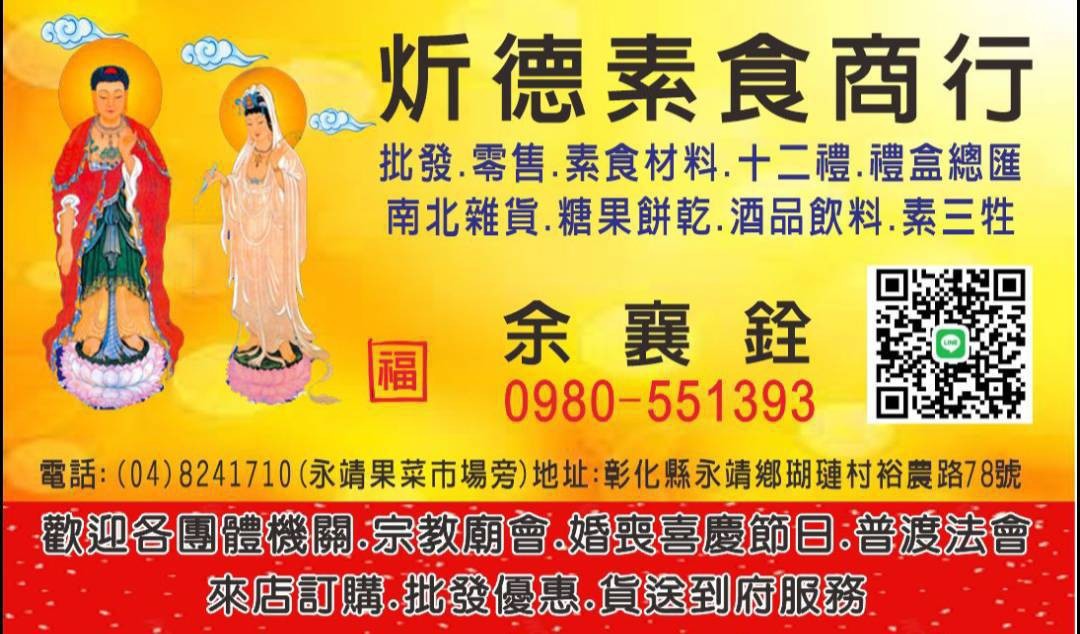 炘德素食商行
批發.零售.素食材料.十二禮.禮盒總匯
南北雜貨.糖果餅乾.酒品飲料.素三牲
余襄銓
0980-551393
福
LINE
電話:(04)8241710(永靖果菜市場旁)地址:彰化縣永靖鄉瑚璉村裕農路78號
歡迎各團體機關.宗教廟會.婚喪喜慶節日.普渡法會
來店訂購.批發優惠.貨送到府服務